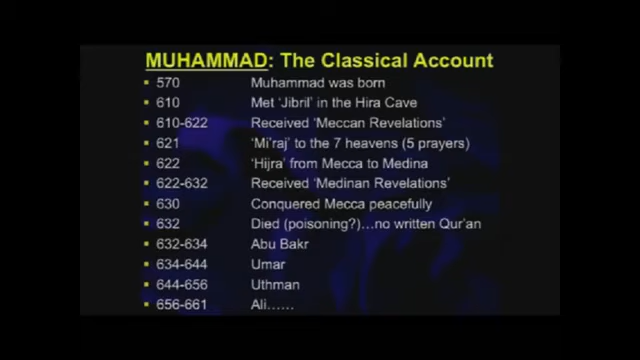 MUHAMMAD: The Classical Account
▪ 570 Muhammad was born
▪ 610 Met ‘Jibril’ in the Hira Cave
▪ 610-622 Received ‘Meccan Revelations’
▪ 621 ‘Mi'raj’ to the 7 heavens (5 prayers)
▪ 622 ‘Hijra’ from Mecca to Medina
▪ 622-632 Received ‘Medinan Revelations’
▪ 630 Conquered Mecca peacefully
▪ 632 Died (poisoning?)…no written Qur'an
▪ 632-634 Abu Bakr
▪ 634-644 Umar
▪ 644-656 Uthman
▪ 656-661 Ali……